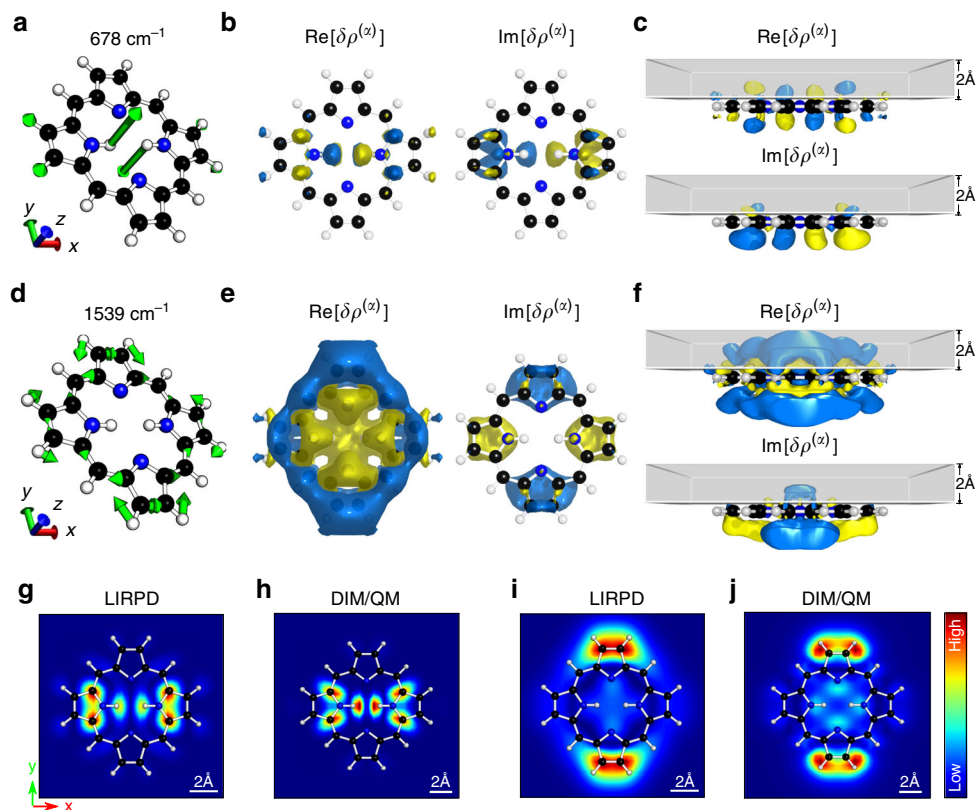 a
678 cm⁻¹
y
z
x
b
Re[δρ⁽ᵅ⁾]
Im[δρ⁽ᵅ⁾]
c
Re[δρ⁽ᵅ⁾]
2Å
Im[δρ⁽ᵅ⁾]
2Å
d
1539 cm⁻¹
y
z
x
e
Re[δρ⁽ᵅ⁾]
Im[δρ⁽ᵅ⁾]
f
Re[δρ⁽ᵅ⁾]
2Å
Im[δρ⁽ᵅ⁾]
2Å
g
LIRPD
2Å
y
x
h
DIM/QM
2Å
i
LIRPD
2Å
j
DIM/QM
2Å
High
Low